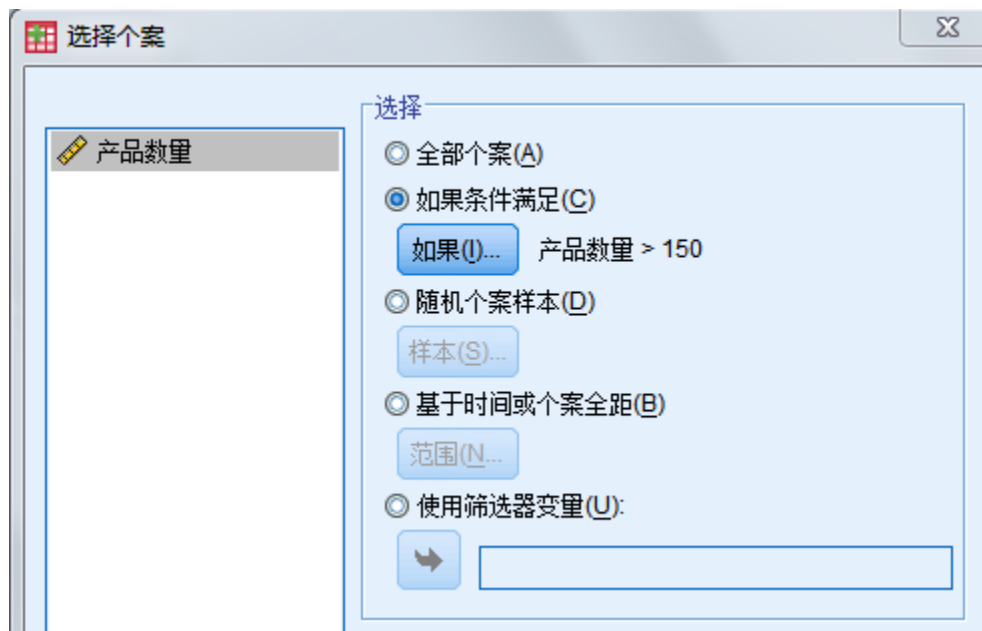 选择个案
产品数量
选择
全部个案(A)
如果条件满足(C)
如果(I)...
产品数量 > 150
随机个案样本(D)
样本(S)...
基于时间或个案全距(B)
范围(N...
使用筛选器变量(U):